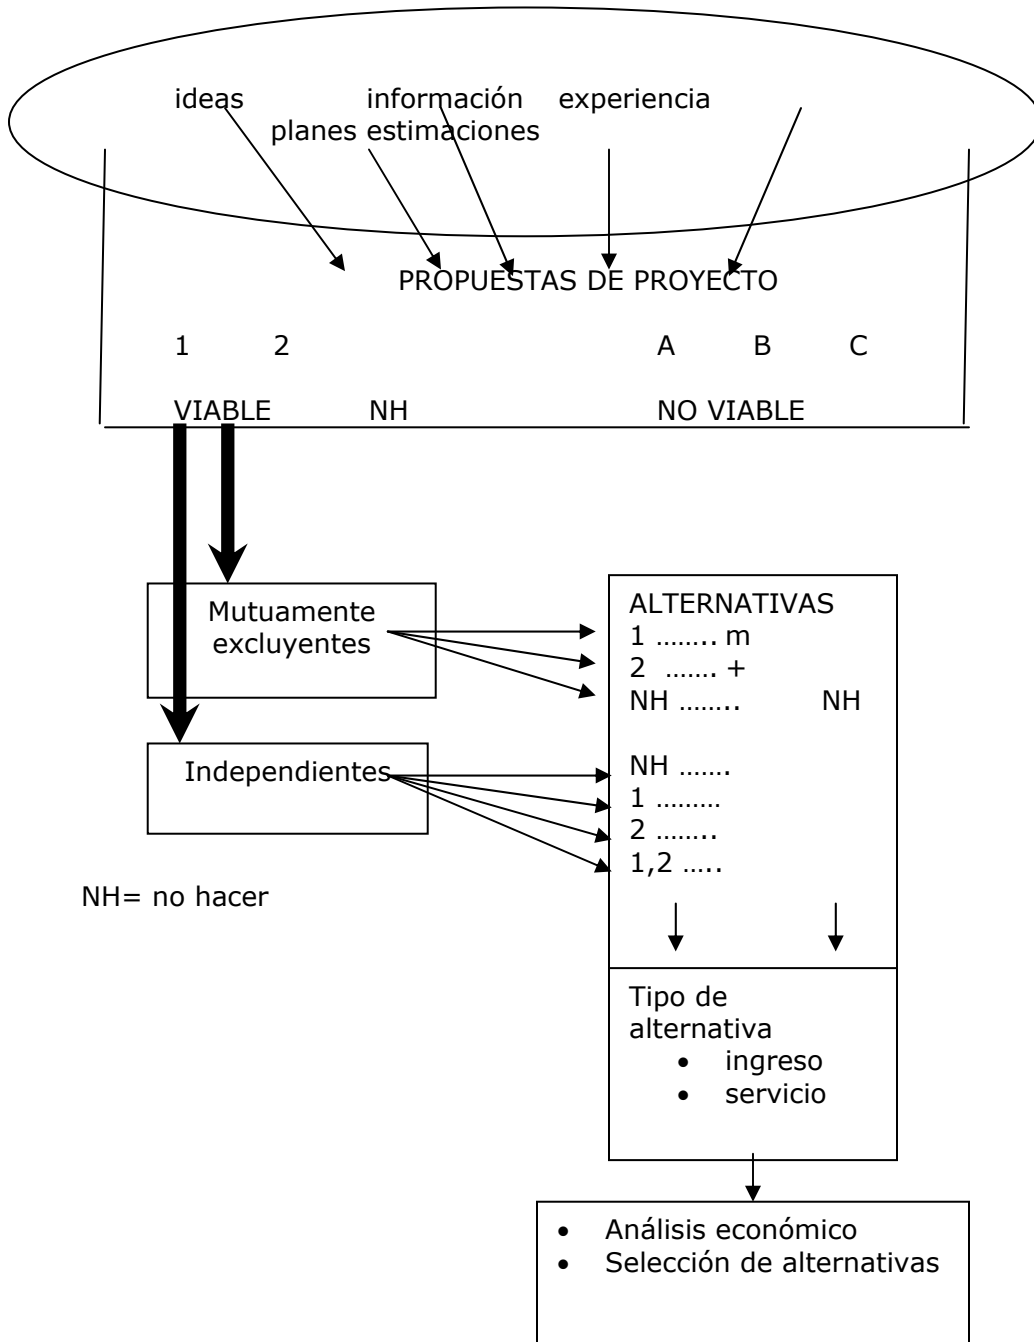 ideas información experiencia
planes estimaciones
PROPUESTAS DE PROYECTO
1 2 A B C
VIABLE NH NO VIABLE
Mutuamente
excluyentes
Independientes
NH= no hacer
ALTERNATIVAS
1 …….. m
2 ……. +
NH …….. NH
NH …….
1 ………
2 ……..
1,2 …..
Tipo de
alternativa
• ingreso
• servicio
• Análisis económico
• Selección de alternativas